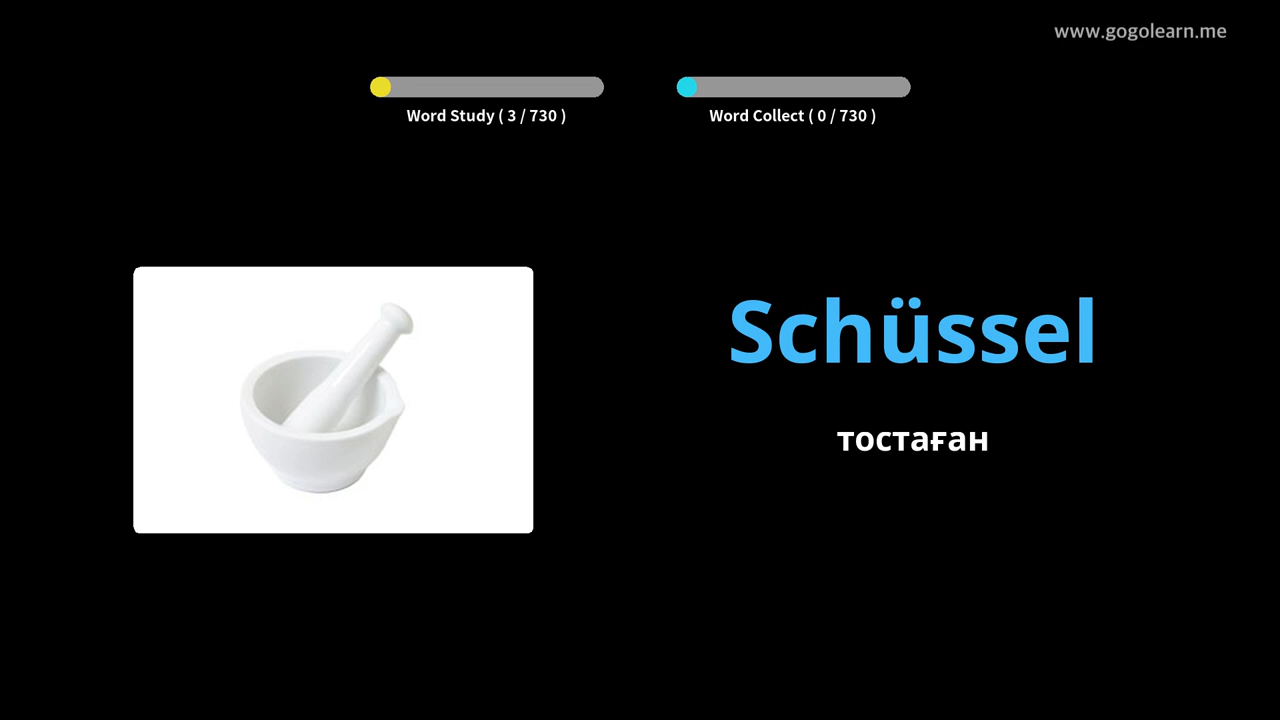 www.gogolearn.me
Word Study ( 3 / 730 )
Word Collect ( 0 / 730 )
Schüssel
тостаған